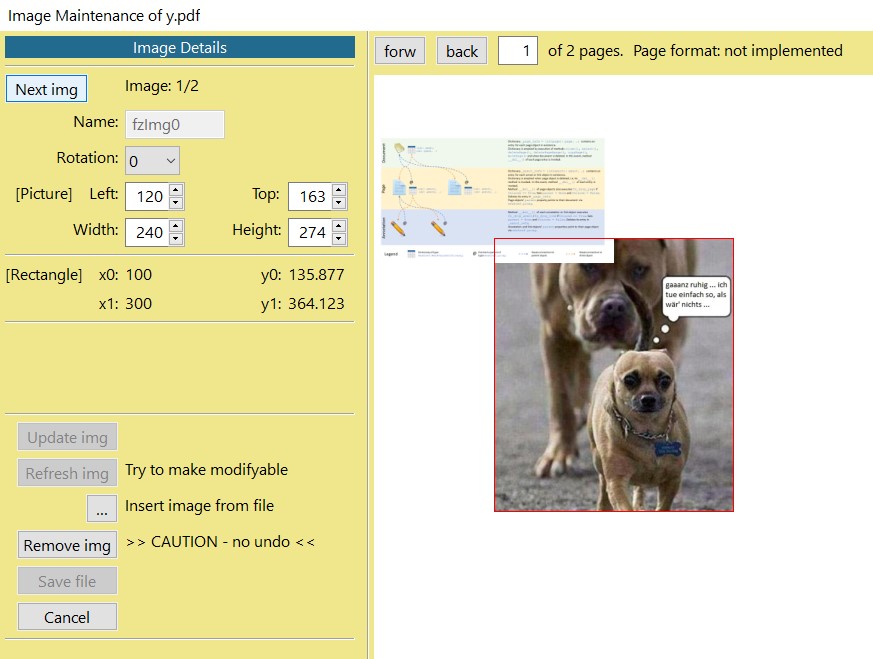 Image Maintenance of y.pdf
Image Details
forw back 1 of 2 pages. Page format: not implemented
Next img Image: 1/2
Name: fzImg0
Rotation: 0
[Picture] Left: 120 Top: 163
Width: 240 Height: 274
[Rectangle] x0: 100 y0: 135.877
x1: 300 y1: 364.123
Update img
Refresh img Try to make modifyable
... Insert image from file
Remove img >> CAUTION - no undo <<
Save file
Cancel
Document
Page
Annotation
Legend
gaaanz ruhig ... ich
tue einfach so, als
wär' nichts ...